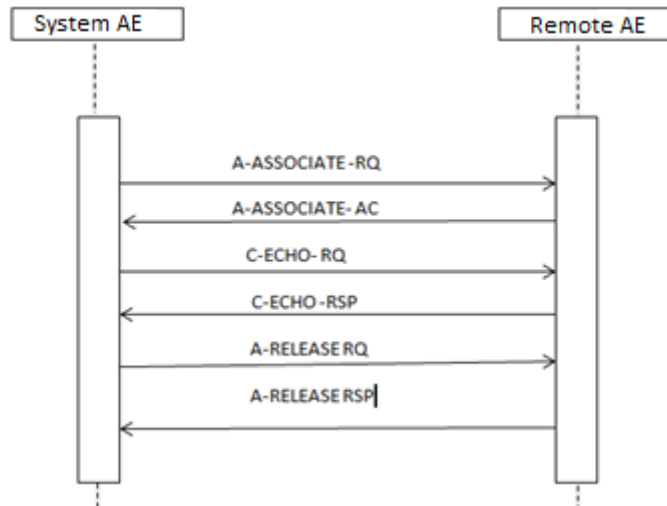 System AE
Remote AE
A-ASSOCIATE-RQ
A-ASSOCIATE- AC
C-ECHO- RQ
C-ECHO-RSP
A-RELEASE RQ
A-RELEASE RSP